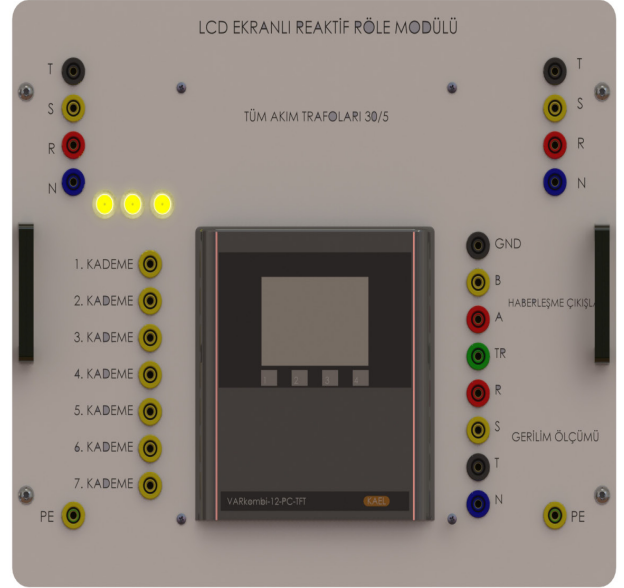 LCD EKRANLI REAKTİF RÖLE MODÜLÜ
T
T
S
TÜM AKIM TRAFOLARI 30/5
S
R
R
N
N
GND
1. KADEME
B
2. KADEME
HABERLEŞME ÇIKIŞLA
3. KADEME
A
TR
4. KADEME
1 2 3 4
R
5. KADEME
S
GERİLİM ÖLÇÜMÜ
6. KADEME
T
7. KADEME
N
VARkombi-12-PC-TFT
KAEL
PE
PE